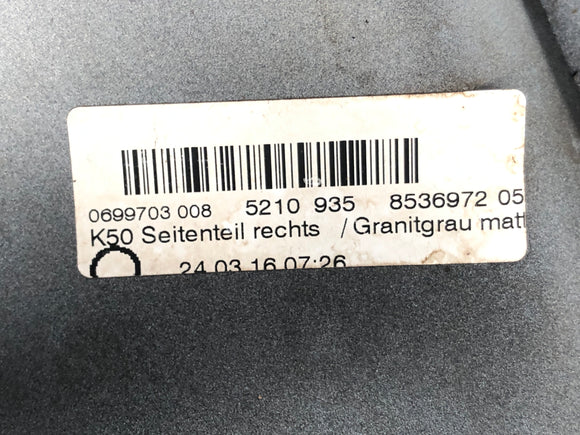 0699703 008 5210 935 8536972 05
K50 Seitenteil rechts / Granitgrau matt
24.03.16 07:26